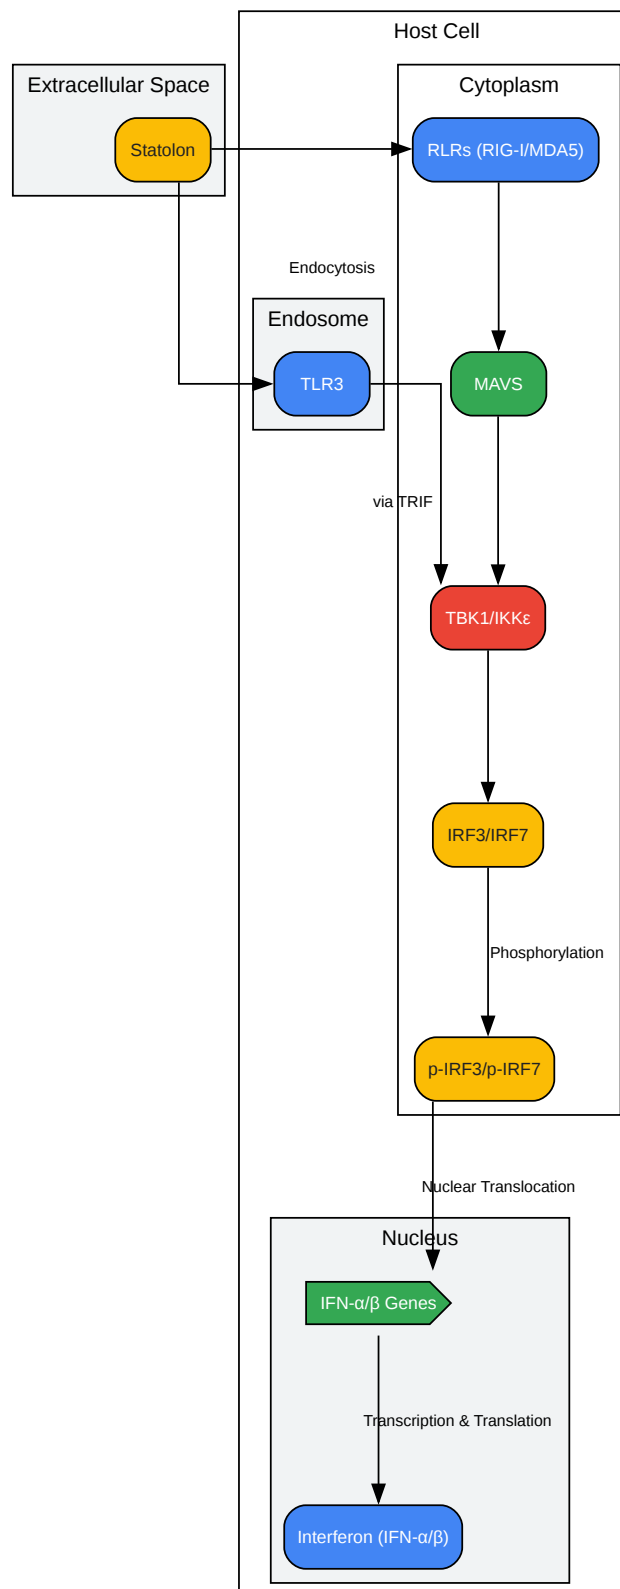 Host Cell
Extracellular Space
Cytoplasm
Statolon
RLRs (RIG-I/MDA5)
Endocytosis
Endosome
TLR3
MAVS
via TRIF
TBK1/IKKε
IRF3/IRF7
Phosphorylation
p-IRF3/p-IRF7
Nuclear Translocation
Nucleus
IFN-α/β Genes
Transcription & Translation
Interferon (IFN-α/β)